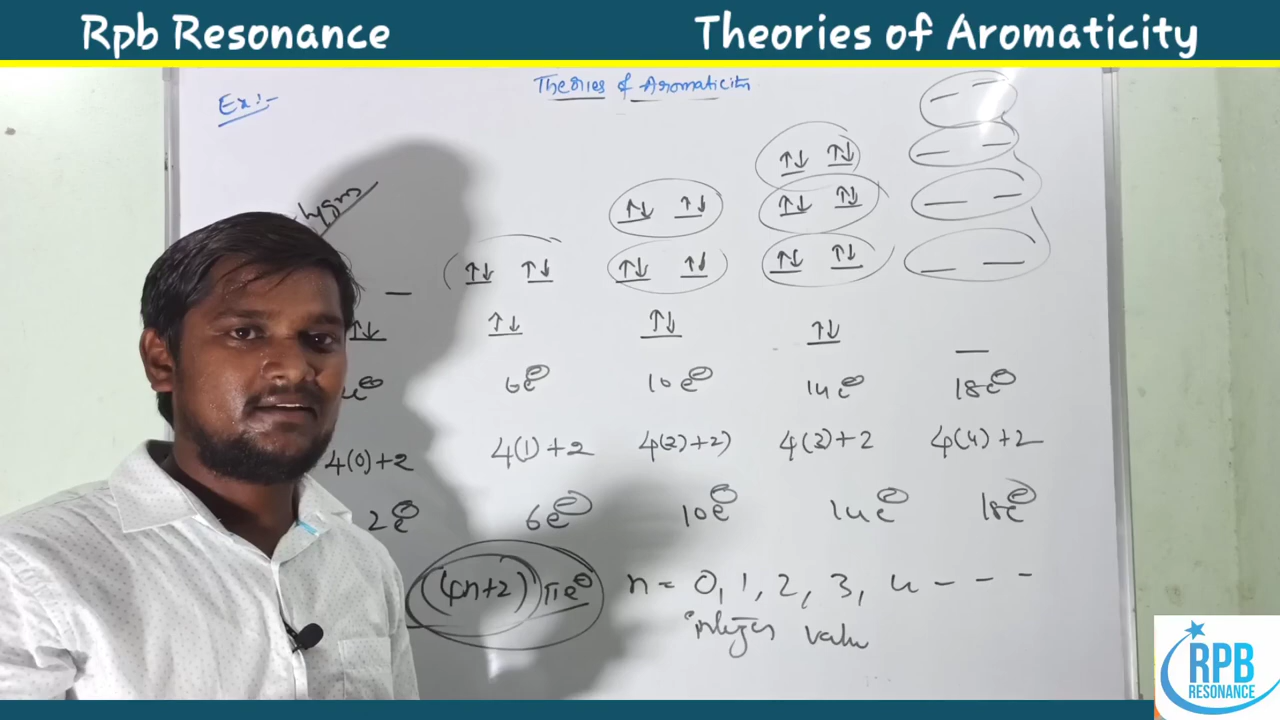 Rpb Resonance
Theories of Aromaticity
Theories of Aromaticity
Ex:-
↑↓ ↑↓
↑↓ ↑↓ ↑↓ ↑↓
↑↓ ↑↓ ↑↓ ↑↓ ↑↓ ↑↓
↑↓ ↑↓ ↑↓ ↑↓
6e⊖ 10e⊖ 14e⊖ 18e⊖
4(0)+2 4(1)+2 4(2)+2) 4(3)+2 4(4)+2
2e⊖ 6e⊖ 10e⊖ 14e⊖ 18e⊖
(4n+2) πe⊖ n = 0, 1, 2, 3, 4 - - -
integer value
RPB
RESONANCE